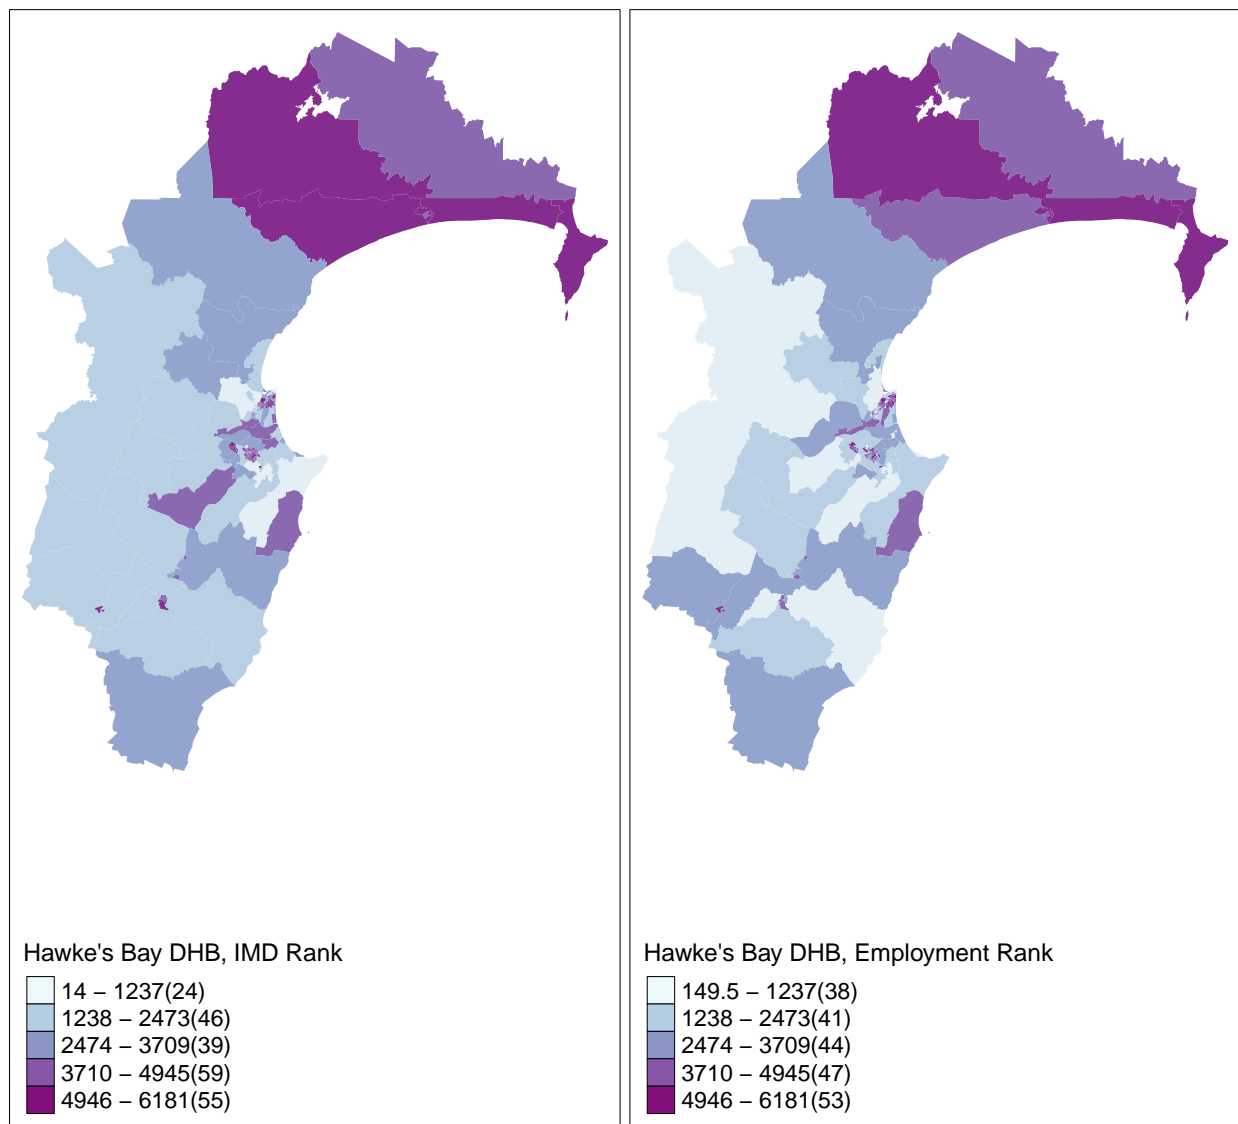 Hawke's Bay DHB, IMD Rank
14 – 1237(24)
1238 – 2473(46)
2474 – 3709(39)
3710 – 4945(59)
4946 – 6181(55)
Hawke's Bay DHB, Employment Rank
149.5 – 1237(38)
1238 – 2473(41)
2474 – 3709(44)
3710 – 4945(47)
4946 – 6181(53)